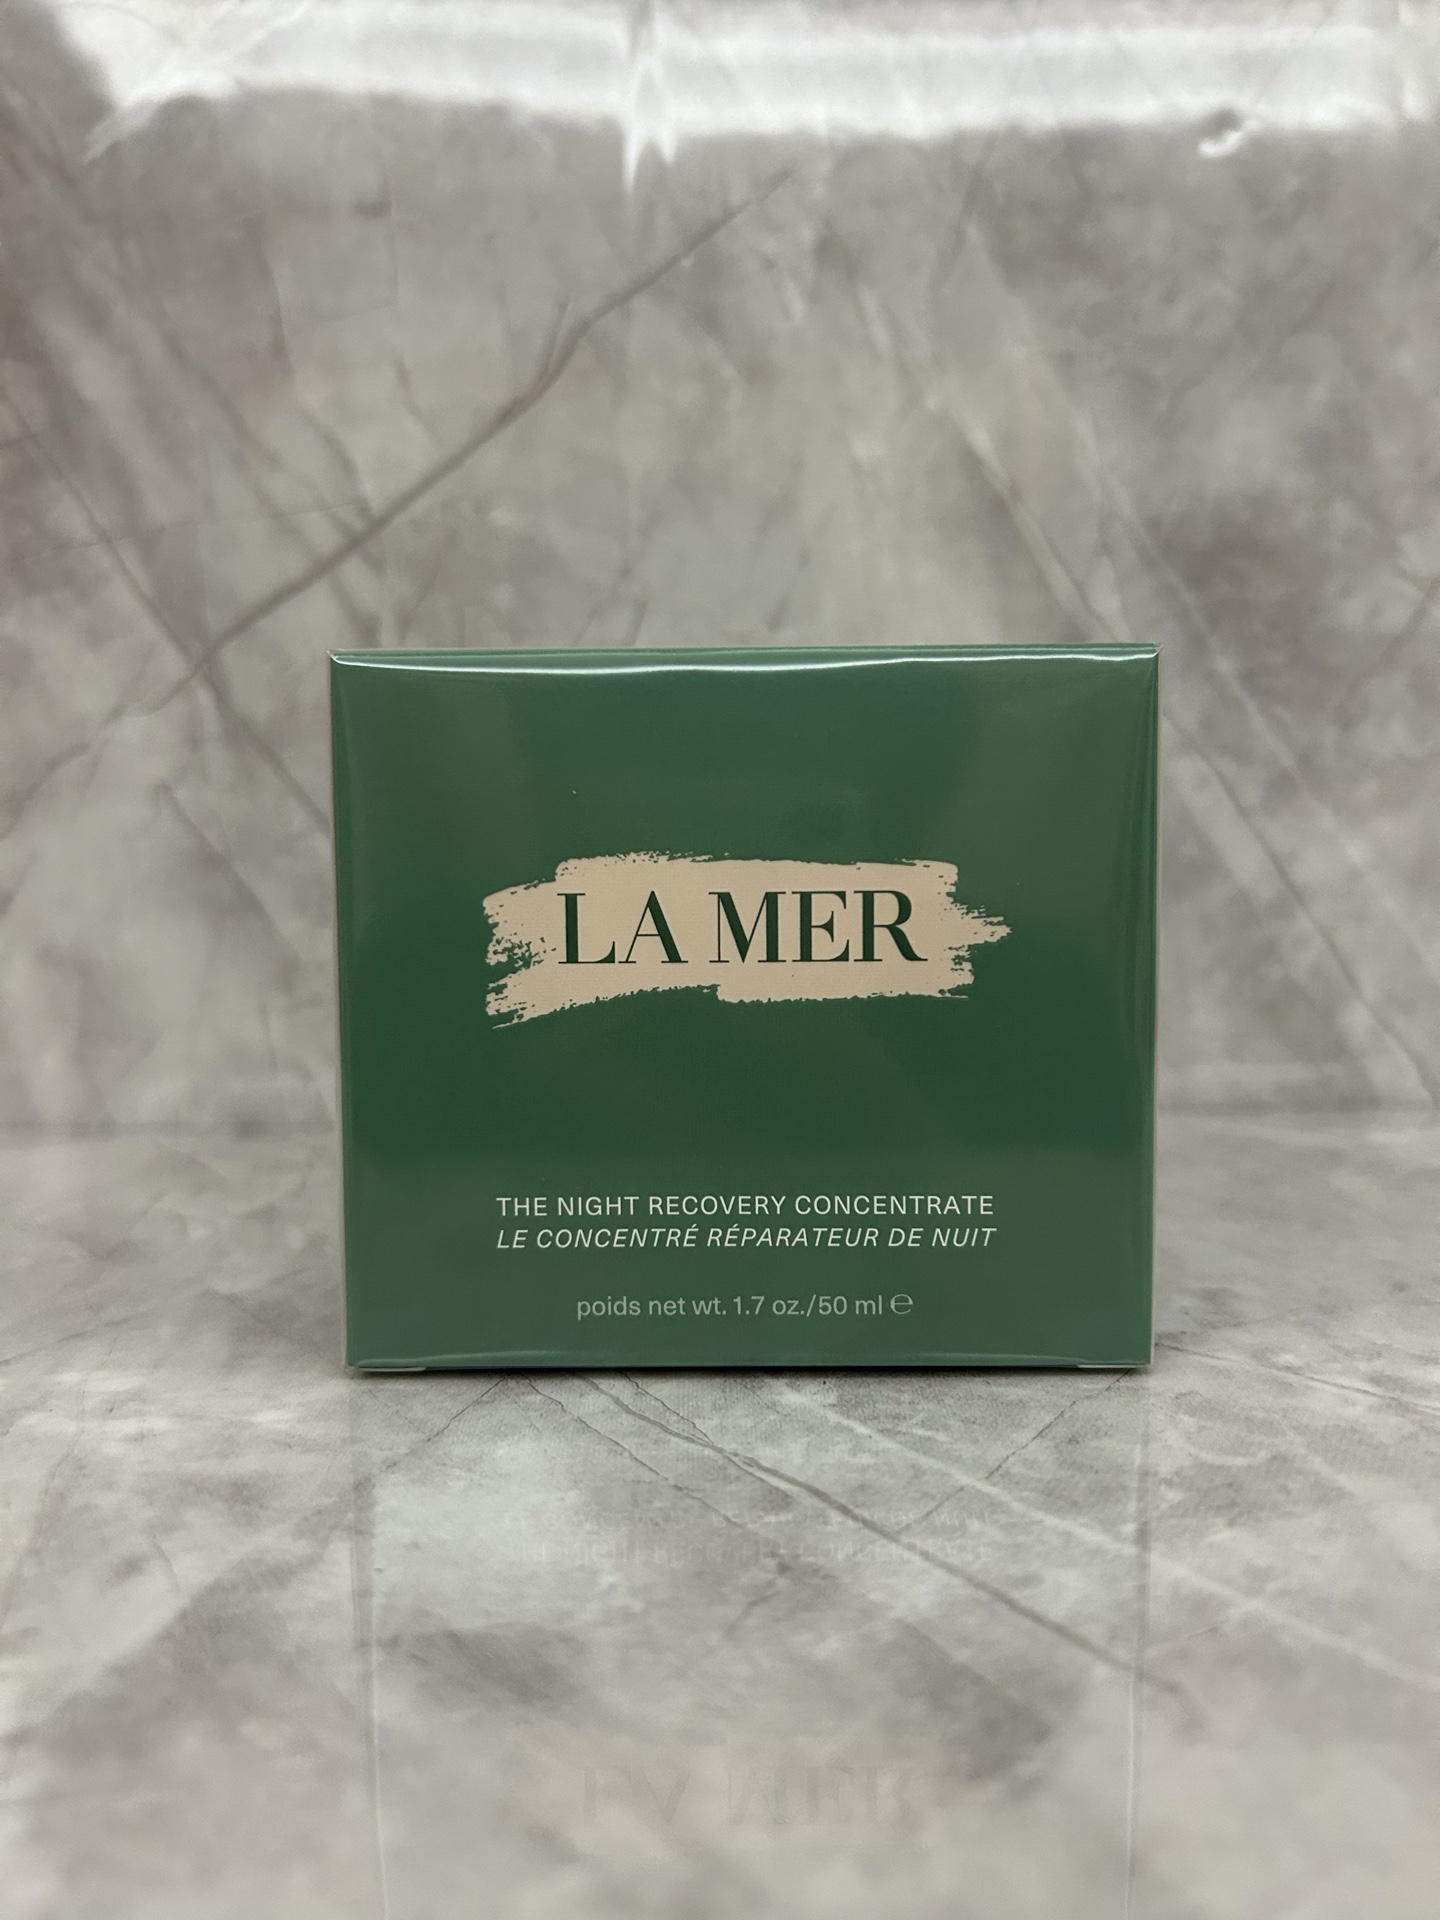 LA MER
THE NIGHT RECOVERY CONCENTRATE
LE CONCENTRÉ RÉPARATEUR DE NUIT
poids net wt. 1.7 oz./50 ml ℮